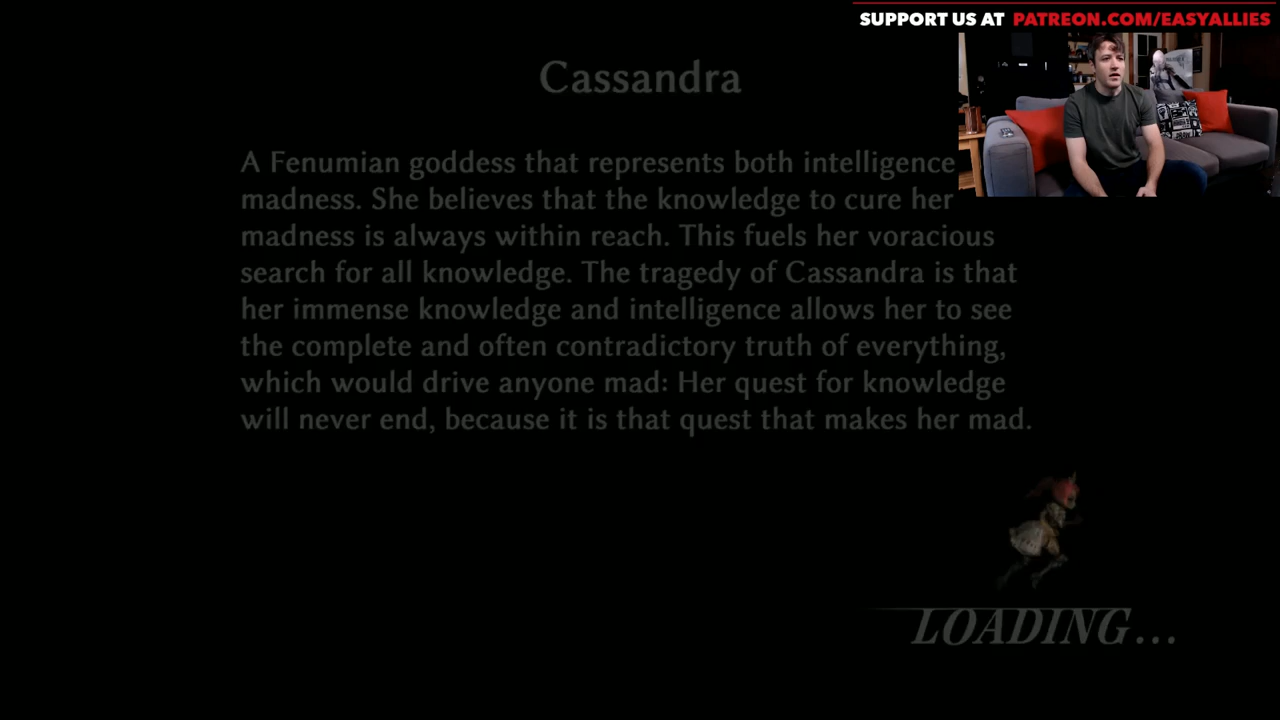 SUPPORT US AT PATREON.COM/EASYALLIES
Cassandra
A Fenumian goddess that represents both intelligence
madness. She believes that the knowledge to cure her
madness is always within reach. This fuels her voracious
search for all knowledge. The tragedy of Cassandra is that
her immense knowledge and intelligence allows her to see
the complete and often contradictory truth of everything,
which would drive anyone mad: Her quest for knowledge
will never end, because it is that quest that makes her mad.
LOADING...